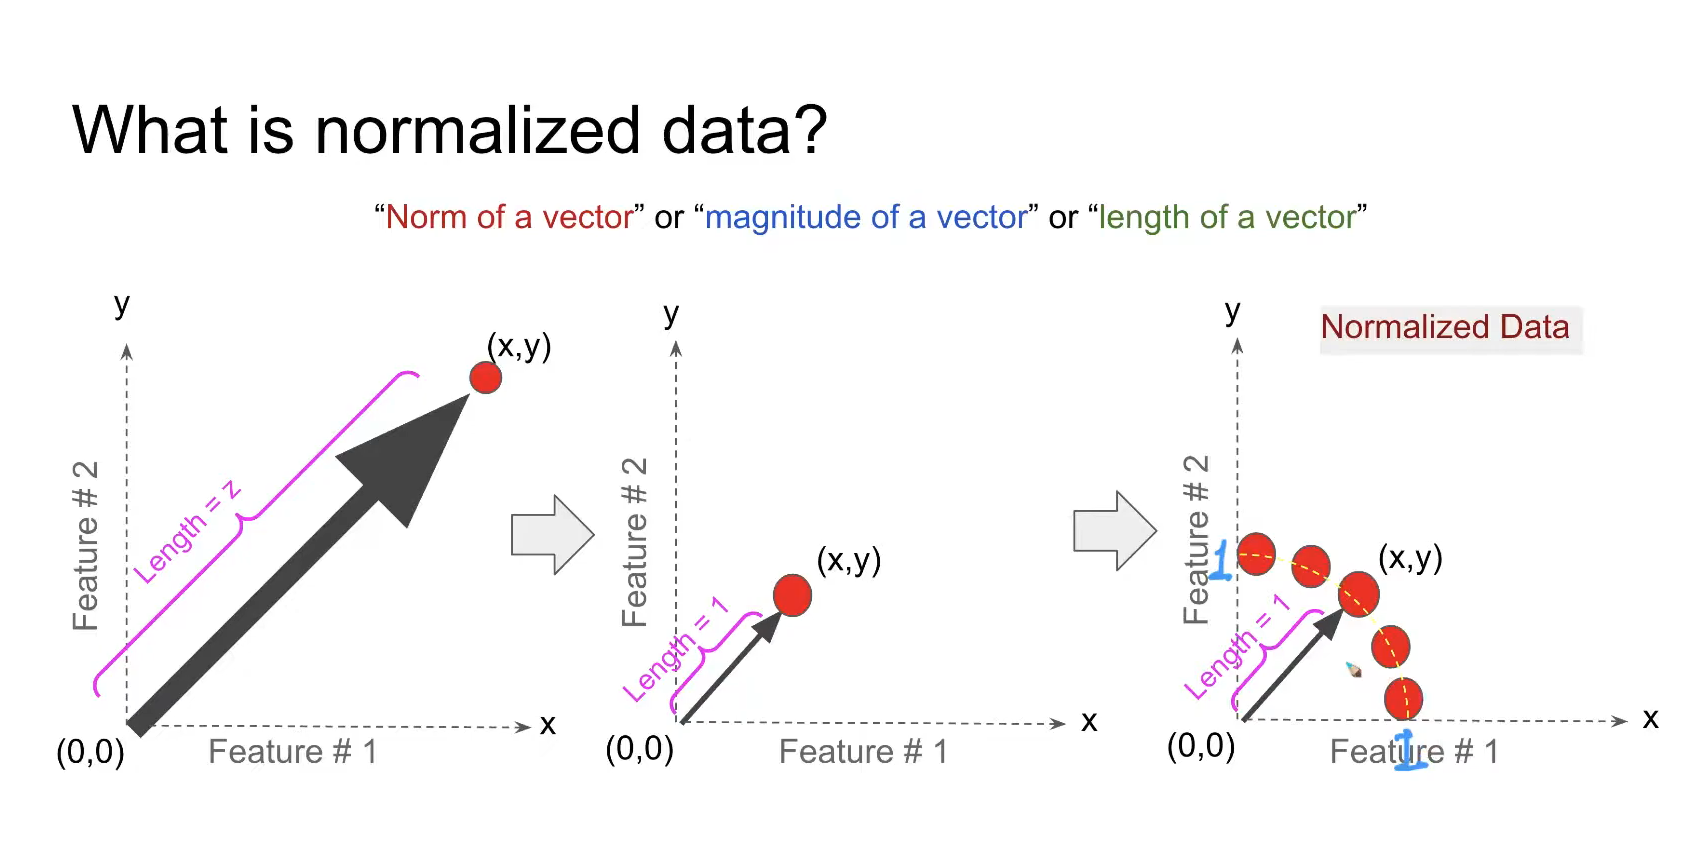 What is normalized data?
“Norm of a vector” or “magnitude of a vector” or “length of a vector”
y
(x,y)
Feature # 2
Length = z
(0,0)
Feature # 1
x
y
(x,y)
Feature # 2
Length = 1
(0,0)
Feature # 1
x
y
Normalized Data
(x,y)
Feature # 2
1
Length = 1
(0,0)
Feature # 1
1
x